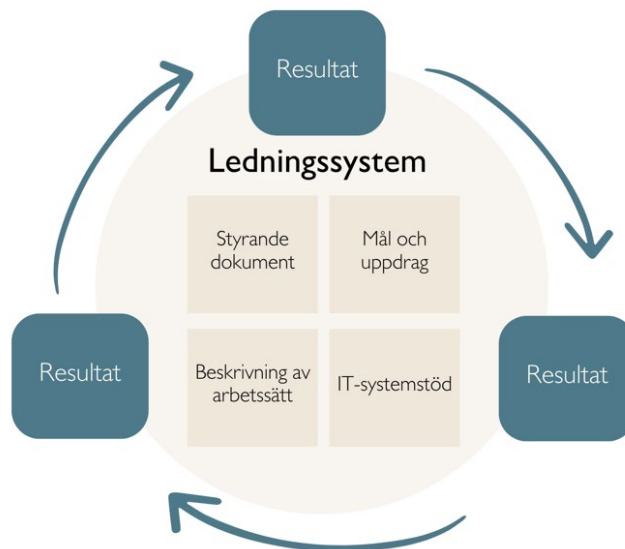 Resultat
Ledningssystem
Styrande
dokument
Mål och
uppdrag
Resultat
Beskrivning av
arbetssätt
IT-systemstöd
Resultat